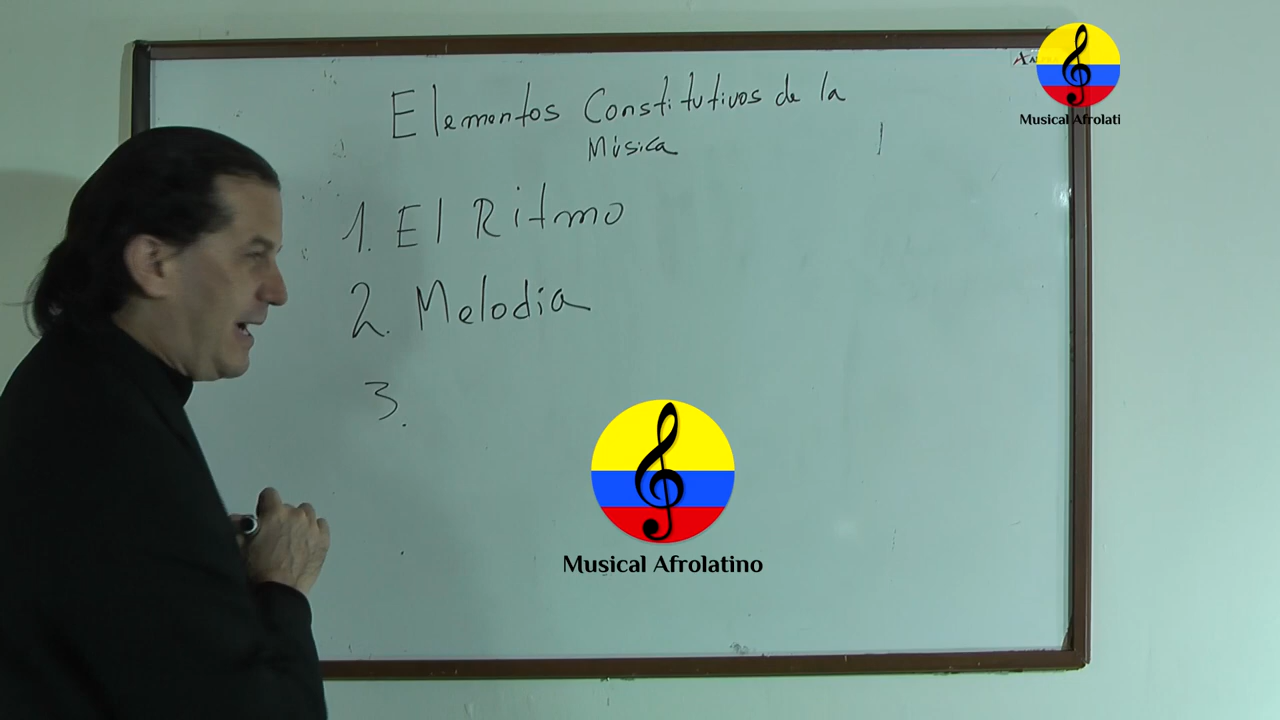 Elementos Constitutivos de la
Música
Musical Afrolati
1. El Ritmo
2. Melodia
3.
Musical Afrolatino